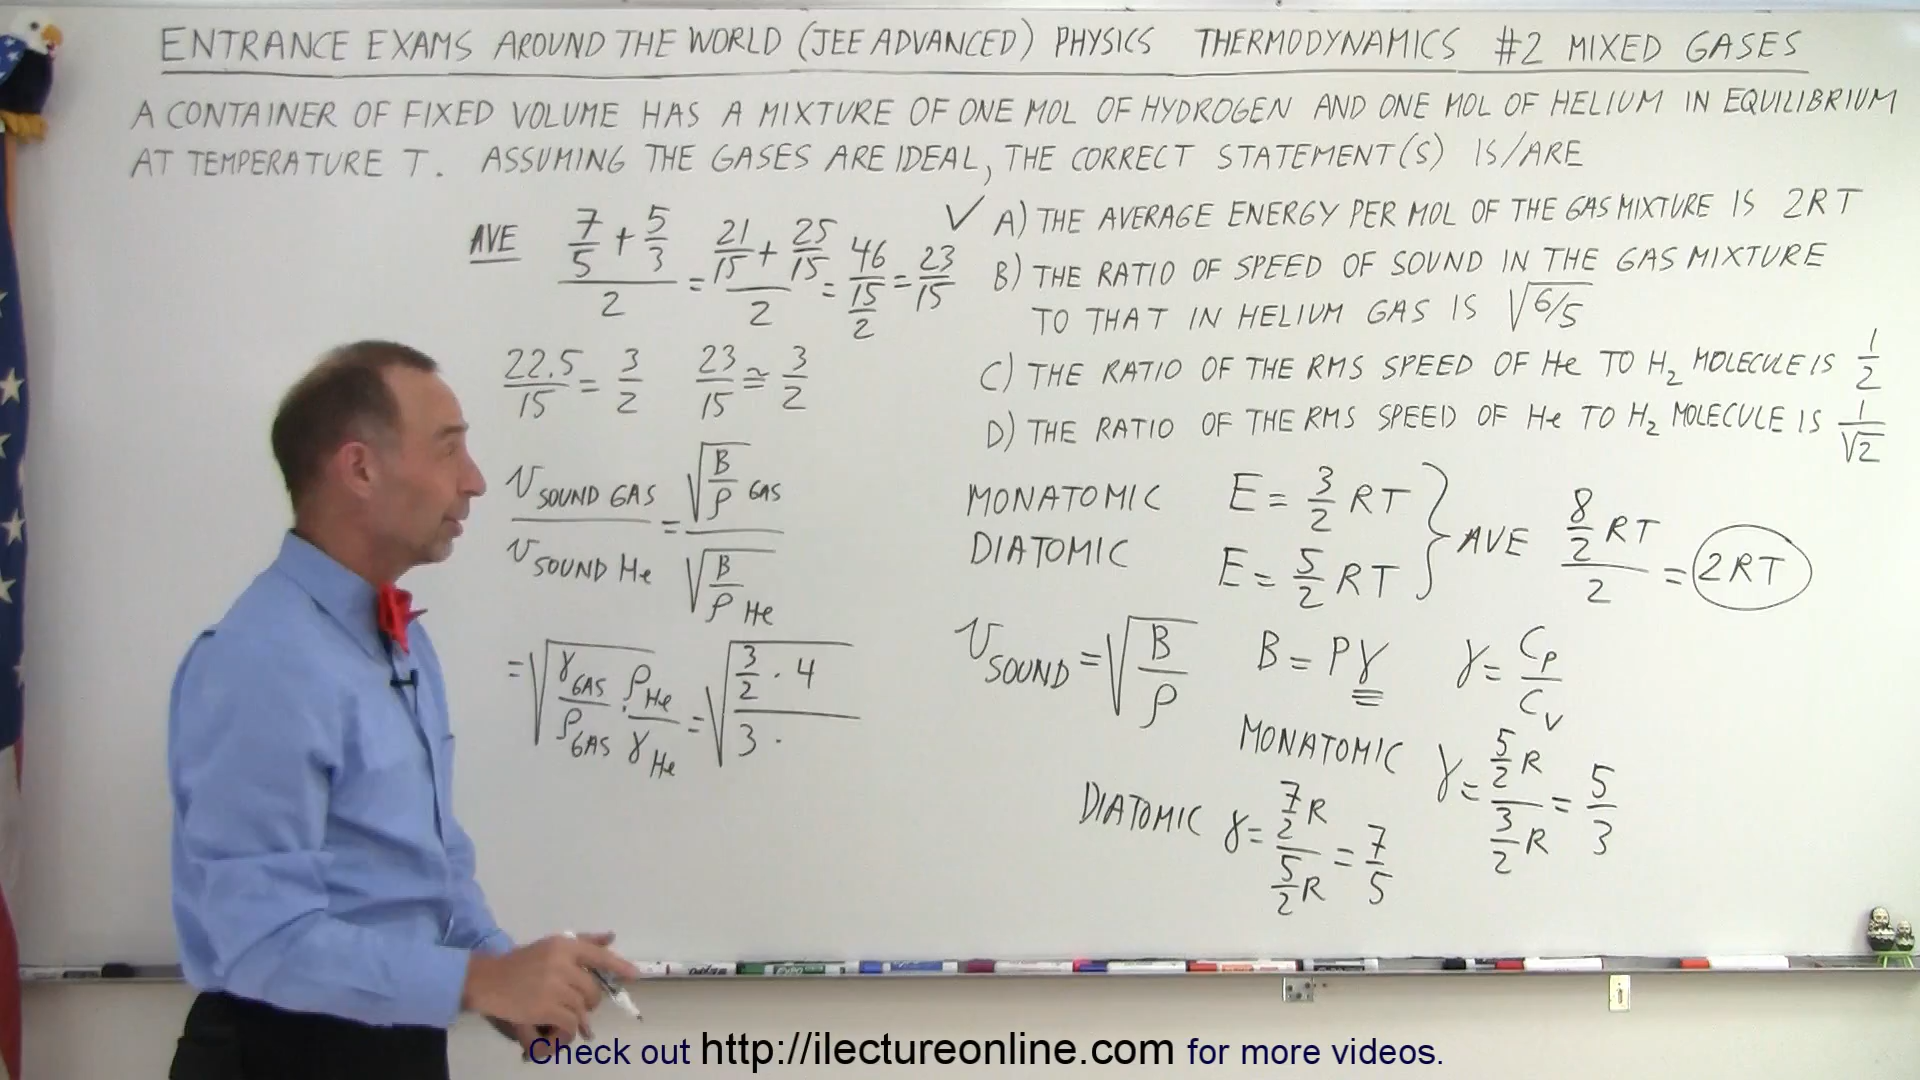 ENTRANCE EXAMS AROUND THE WORLD (JEE ADVANCED) PHYSICS THERMODYNAMICS #2 MIXED GASES
A CONTAINER OF FIXED VOLUME HAS A MIXTURE OF ONE MOL OF HYDROGEN AND ONE MOL OF HELIUM IN EQUILIBRIUM
AT TEMPERATURE T. ASSUMING THE GASES ARE IDEAL, THE CORRECT STATEMENT(S) IS/ARE
✓ A) THE AVERAGE ENERGY PER MOL OF THE GAS MIXTURE IS 2RT
B) THE RATIO OF SPEED OF SOUND IN THE GAS MIXTURE
TO THAT IN HELIUM GAS IS √(6/5)
C) THE RATIO OF THE RMS SPEED OF He TO H₂ MOLECULE IS 1/2
D) THE RATIO OF THE RMS SPEED OF He TO H₂ MOLECULE IS 1/√2
AVE (7/5 + 5/3)/2 = (21/15 + 25/15)/2 = (46/15)/2 = 23/15
22.5/15 = 3/2 23/15 ≅ 3/2
V SOUND GAS / V SOUND He = √(B/ρ) GAS / √(B/ρ) He
= √(γ GAS/ρ GAS · ρ He/γ He) = √((3/2 · 4)/(3 ·
MONATOMIC E = 3/2 RT
DIATOMIC E = 5/2 RT } AVE (8/2 RT)/2 = 2RT
V SOUND = √(B/ρ) B = Pγ γ = C_P/C_V
MONATOMIC γ = (5/2 R)/(3/2 R) = 5/3
DIATOMIC γ = (7/2 R)/(5/2 R) = 7/5
Check out http://ilectureonline.com for more videos.